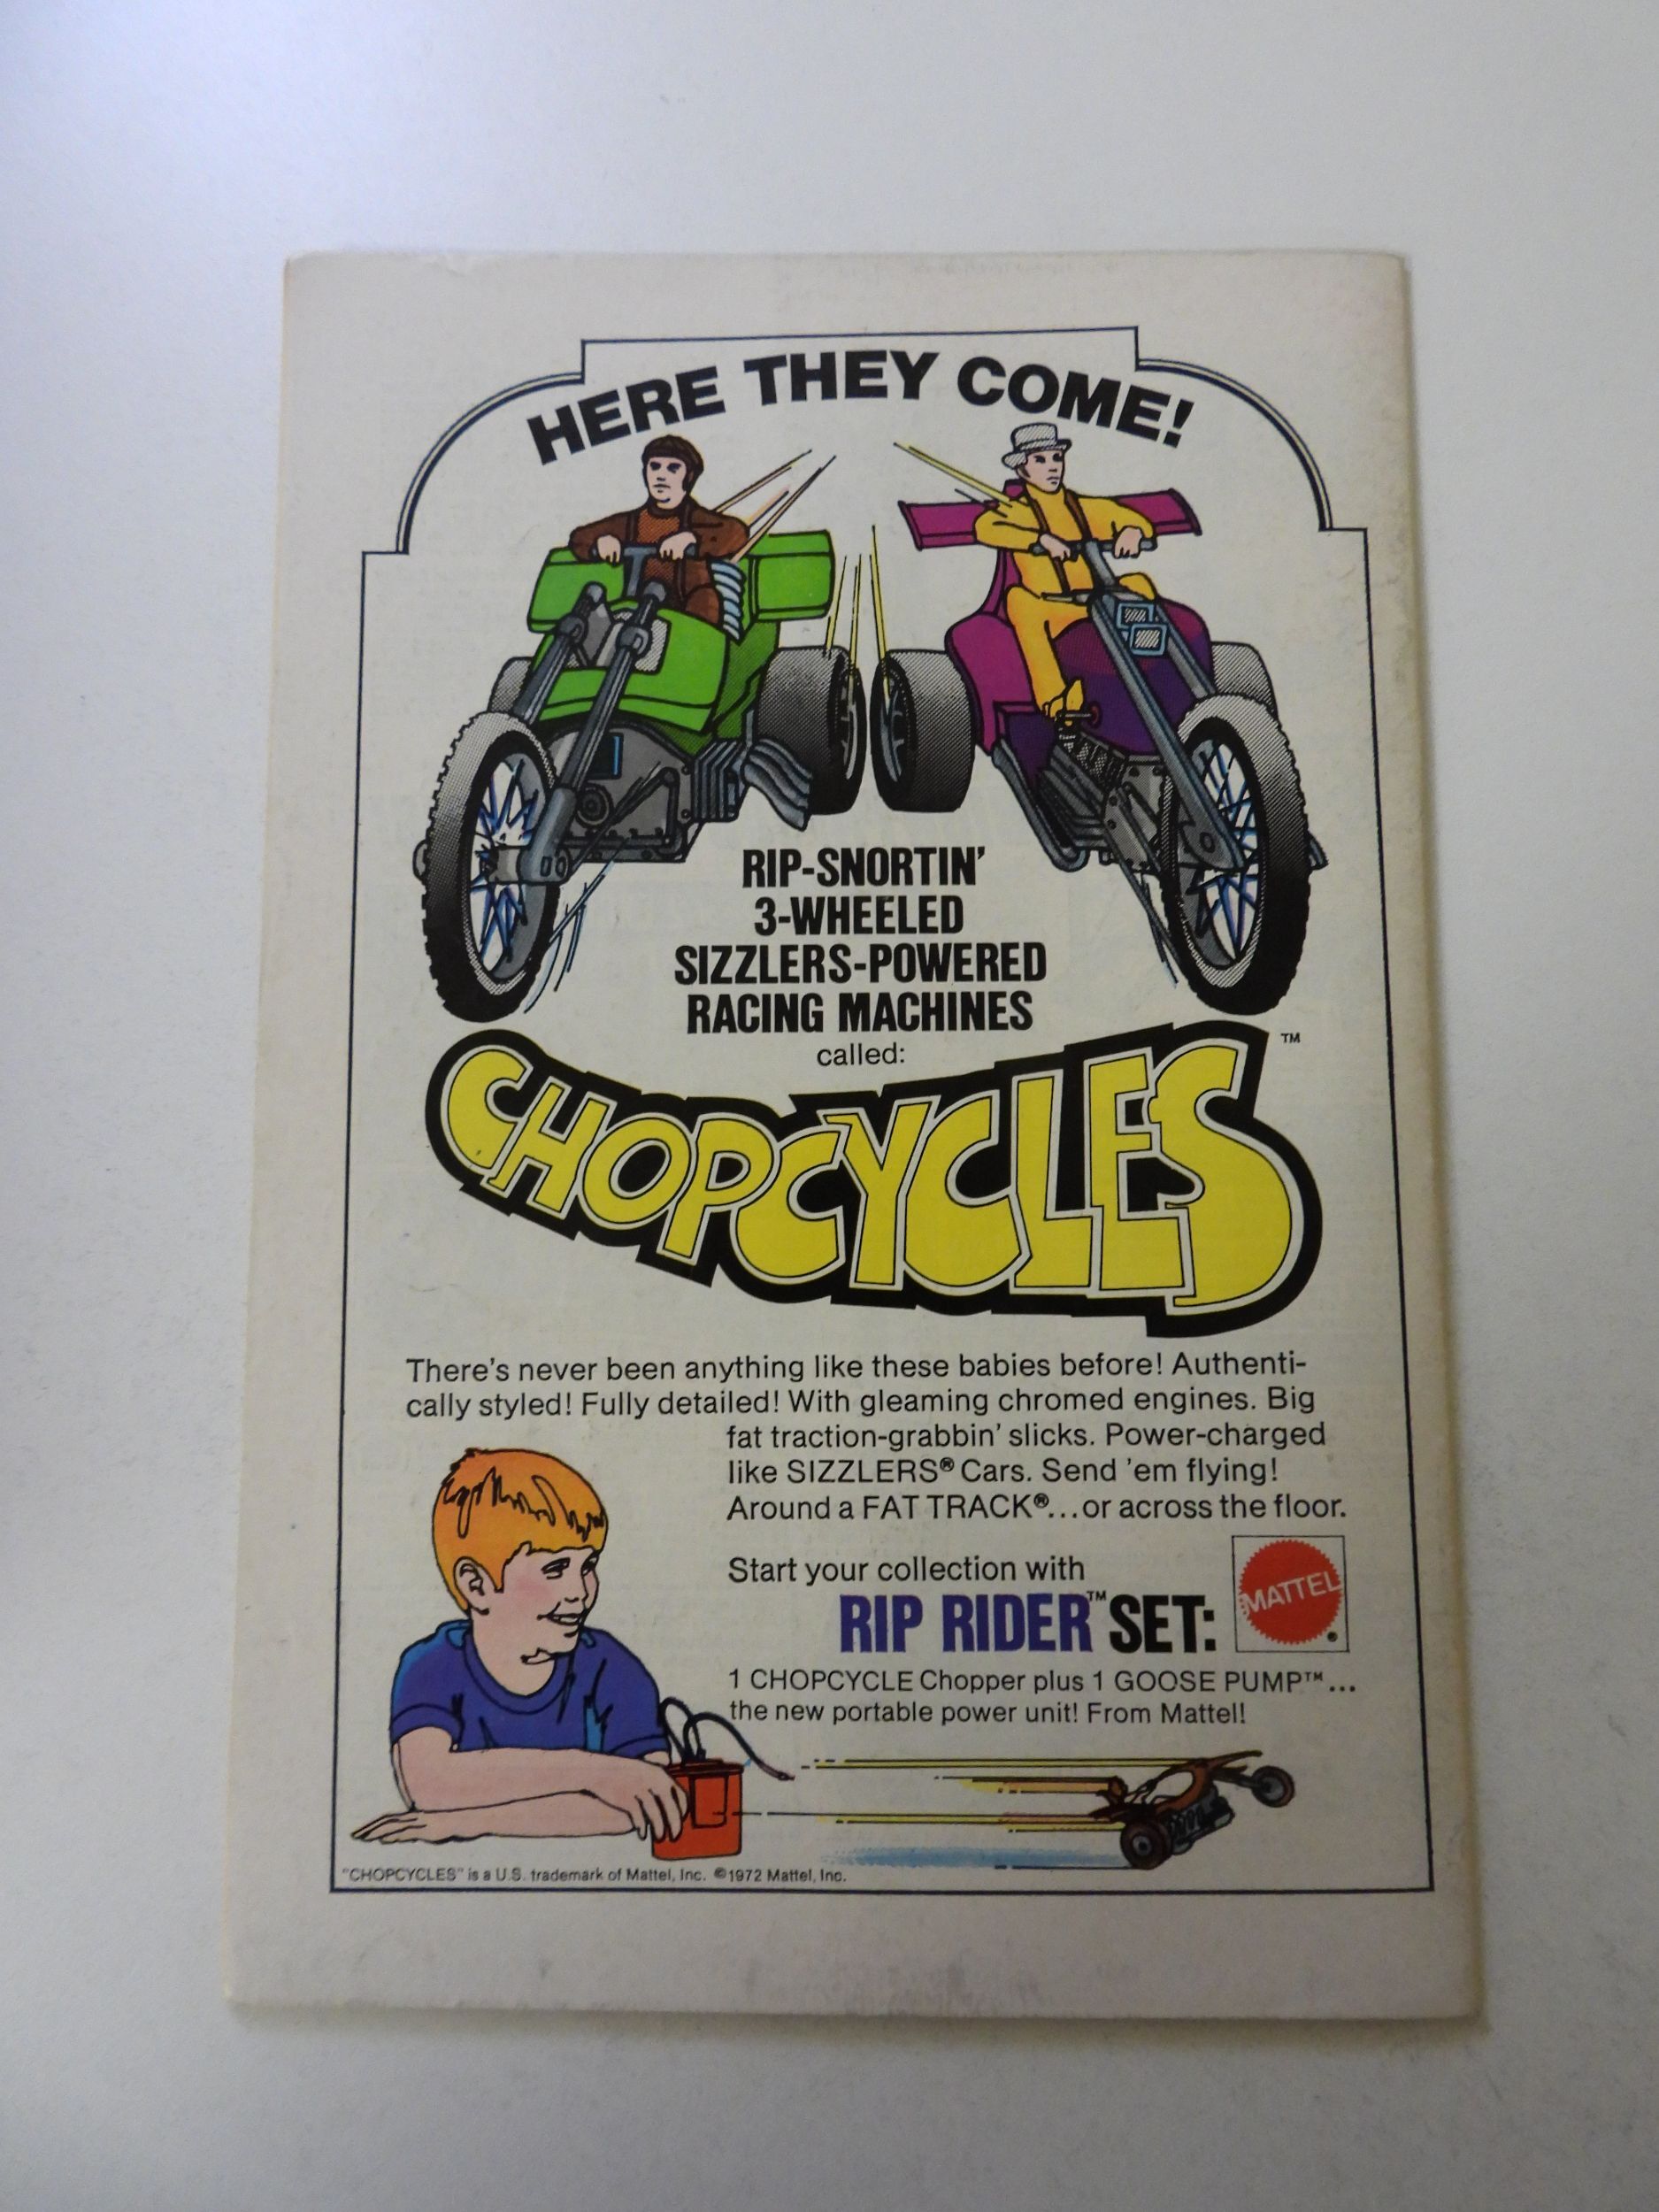 HERE THEY COME!
RIP-SNORTIN'
3-WHEELED
SIZZLERS-POWERED
RACING MACHINES
called:
CHOPCYCLES™
There's never been anything like these babies before! Authenti-
cally styled! Fully detailed! With gleaming chromed engines. Big
fat traction-grabbin' slicks. Power-charged
like SIZZLERS® Cars. Send 'em flying!
Around a FAT TRACK®...or across the floor.
Start your collection with
RIP RIDER™ SET:
MATTEL®
1 CHOPCYCLE Chopper plus 1 GOOSE PUMP™...
the new portable power unit! From Mattel!
"CHOPCYCLES" is a U.S. trademark of Mattel, Inc. ©1972 Mattel, Inc.